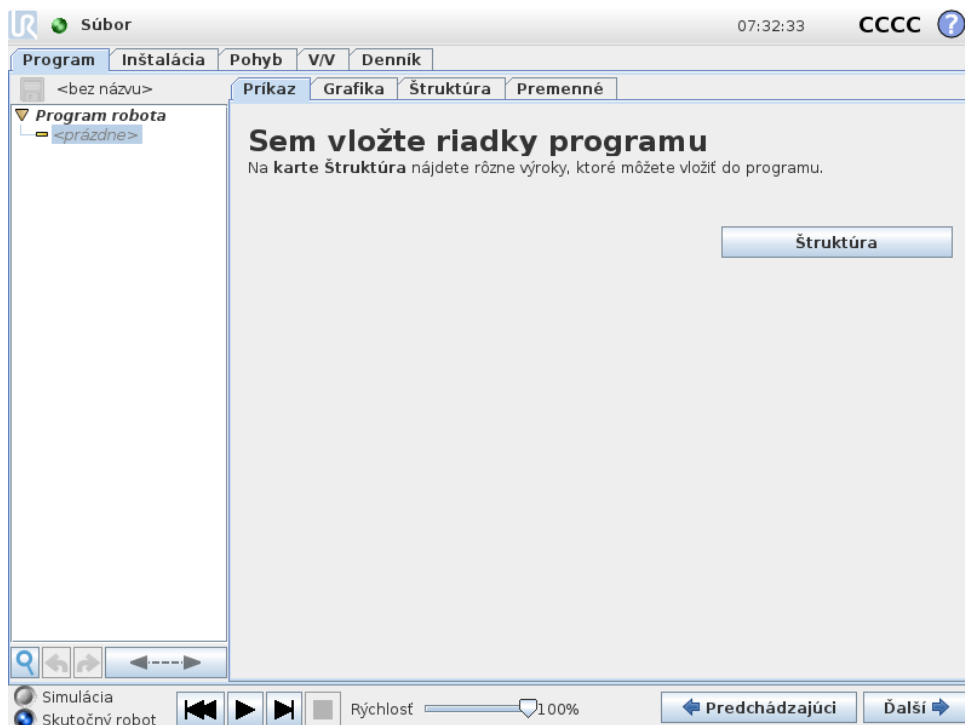 UR Súbor 07:32:33 CCCC ?
Program Inštalácia Pohyb V/V Denník
<bez názvu> Príkaz Grafika Štruktúra Premenné
Program robota
<prázdne>
Sem vložte riadky programu
Na karte Štruktúra nájdete rôzne výroky, ktoré môžete vložiť do programu.
Štruktúra
Simulácia
Skutočný robot
Rýchlosť 100%
Predchádzajúci Ďalší